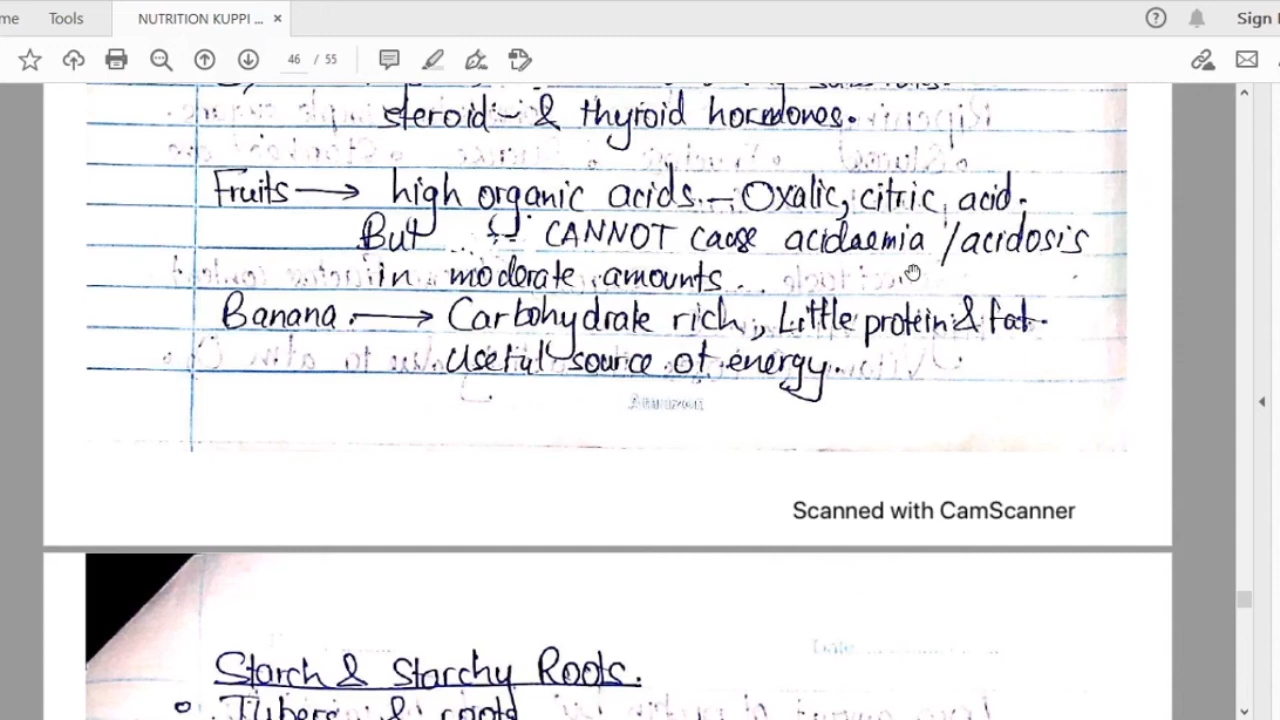 me Tools NUTRITION KUPPI ... × Sign
46 / 55
steroid & thyroid hormones.
Fruits → high organic acids. – Oxalic, citric acid.
But CANNOT cause acidaemia / acidosis
in moderate amounts.
Banana. → Carbohydrate rich, Little protein & fat.
Useful source of energy.
Scanned with CamScanner
Starch & Starchy Roots.
Tubers & roots